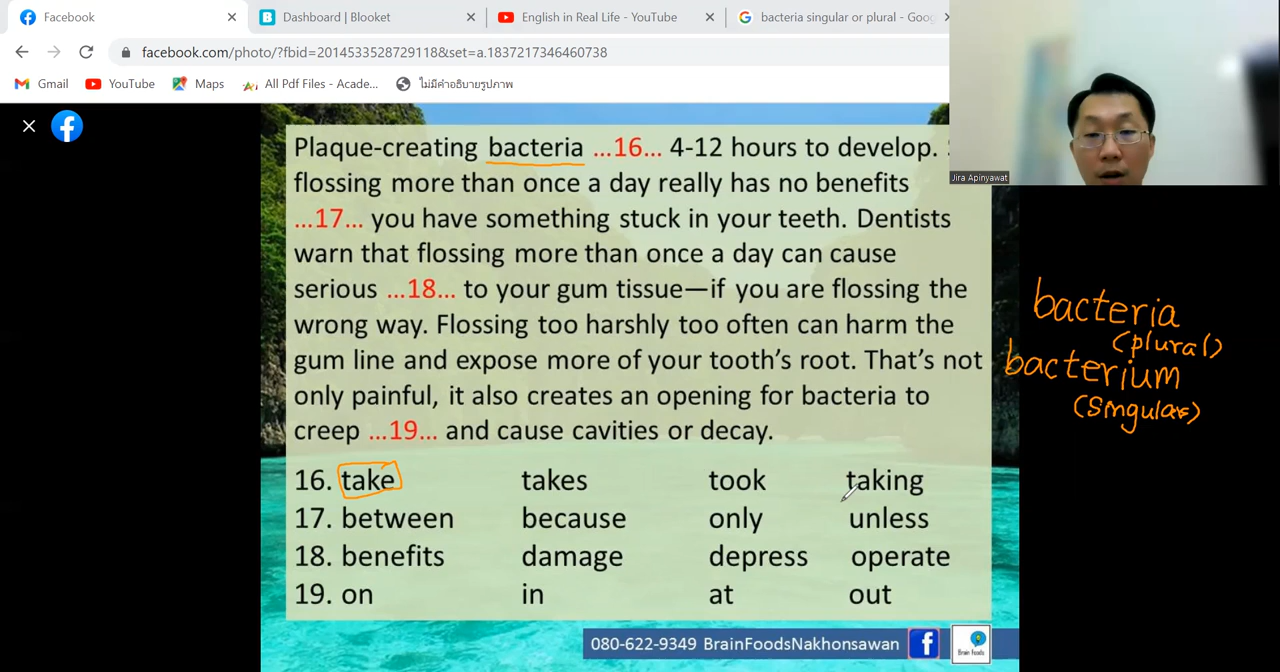 Facebook
Dashboard | Blooket
English in Real Life - YouTube
bacteria singular or plural - Goog
facebook.com/photo/?fbid=2014533528729118&set=a.1837217346460738
Gmail YouTube Maps All Pdf Files - Acade... ไม่มีคำอธิบายรูปภาพ
Jira Apinyawat
Plaque-creating bacteria ...16... 4-12 hours to develop.
flossing more than once a day really has no benefits
...17... you have something stuck in your teeth. Dentists
warn that flossing more than once a day can cause
serious ...18... to your gum tissue—if you are flossing the
wrong way. Flossing too harshly too often can harm the
gum line and expose more of your tooth's root. That's not
only painful, it also creates an opening for bacteria to
creep ...19... and cause cavities or decay.
16. take takes took taking
17. between because only unless
18. benefits damage depress operate
19. on in at out
bacteria
(plural)
bacterium
(singular)
080-622-9349 BrainFoodsNakhonsawan
Brain Foods